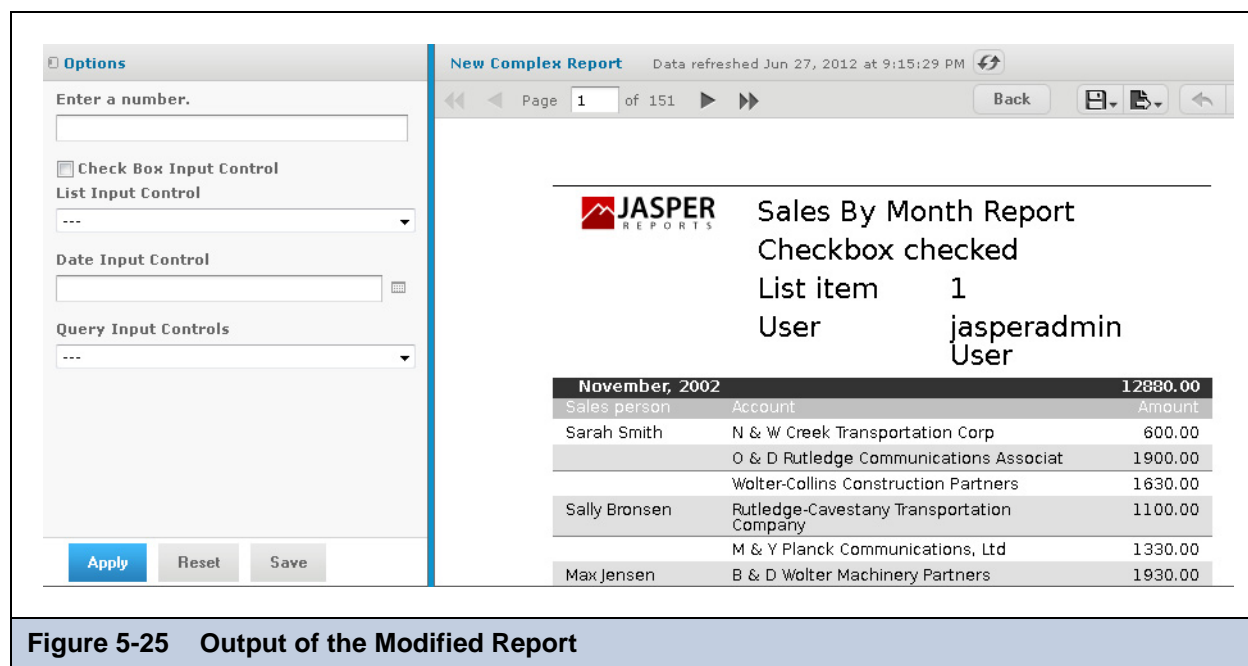 Options
Enter a number.
Check Box Input Control
List Input Control
---
Date Input Control
Query Input Controls
---
Apply Reset Save
New Complex Report Data refreshed Jun 27, 2012 at 9:15:29 PM
Page 1 of 151 Back
JASPER
REPORTS
Sales By Month Report
Checkbox checked
List item 1
User jasperadmin
User
November, 2002 12880.00
Sales person Account Amount
Sarah Smith N & W Creek Transportation Corp 600.00
O & D Rutledge Communications Associat 1900.00
Wolter-Collins Construction Partners 1630.00
Sally Bronsen Rutledge-Cavestany Transportation 1100.00
Company
M & Y Planck Communications, Ltd 1330.00
Max Jensen B & D Wolter Machinery Partners 1930.00
Figure 5-25 Output of the Modified Report